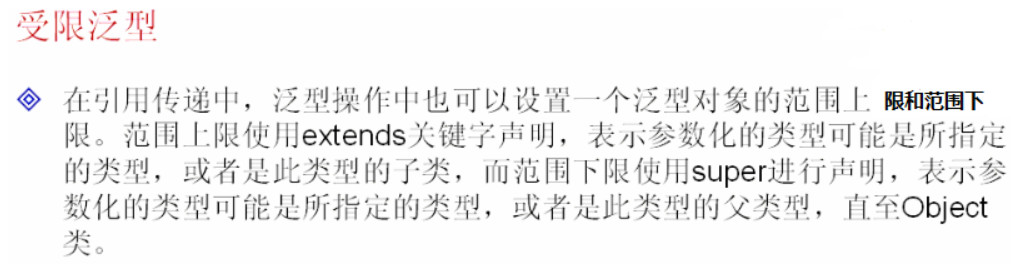 受限泛型
在引用传递中，泛型操作中也可以设置一个泛型对象的范围上 限和范围下
限。范围上限使用extends关键字声明，表示参数化的类型可能是所指定
的类型，或者是此类型的子类，而范围下限使用super进行声明，表示参
数化的类型可能是所指定的类型，或者是此类型的父类型，直至Object
类。